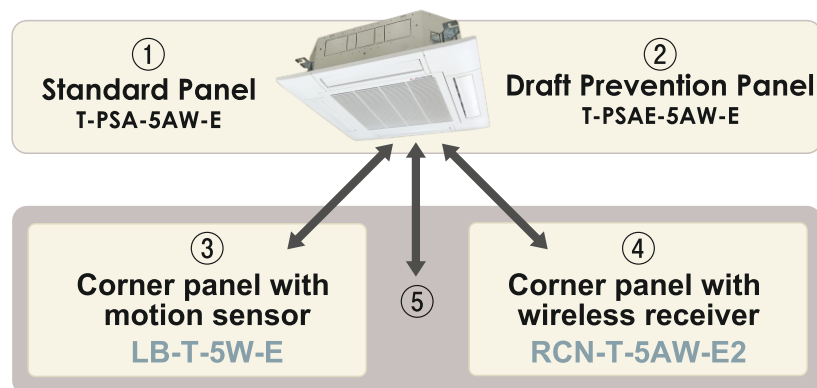 ①
Standard Panel
T-PSA-5AW-E
②
Draft Prevention Panel
T-PSAE-5AW-E
③
Corner panel with
motion sensor
LB-T-5W-E
⑤
④
Corner panel with
wireless receiver
RCN-T-5AW-E2